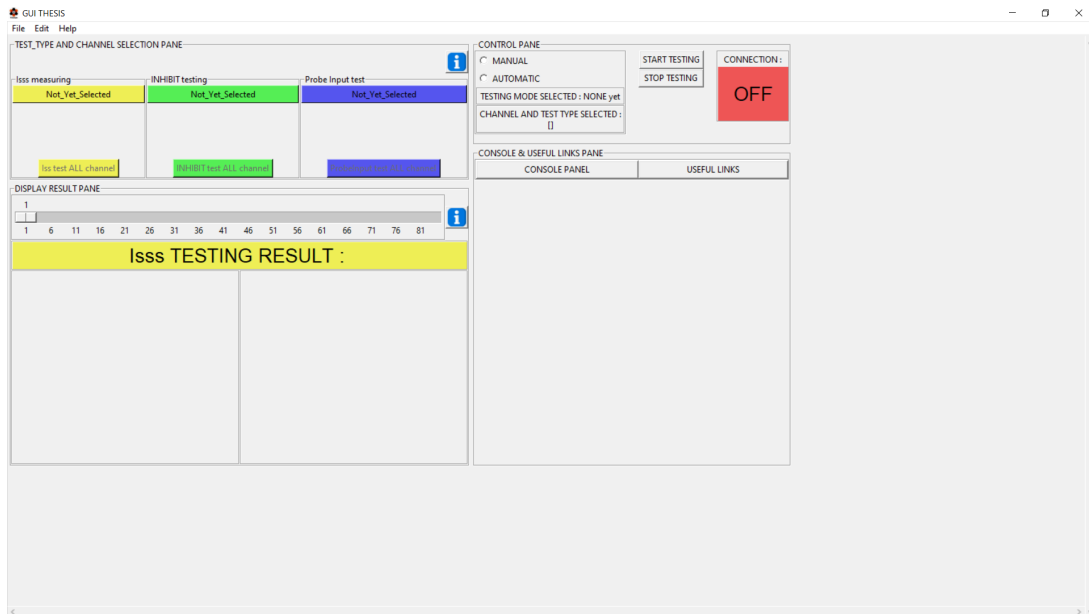 GUI THESIS
File Edit Help
TEST_TYPE AND CHANNEL SELECTION PANE
Isss measuring
INHIBIT testing
Probe Input test
Not_Yet_Selected
Not_Yet_Selected
Not_Yet_Selected
Iss test ALL channel
INHIBIT test ALL channel
DISPLAY RESULT PANE
1
1 6 11 16 21 26 31 36 41 46 51 56 61 66 71 76 81
Isss TESTING RESULT :
CONTROL PANE
MANUAL
AUTOMATIC
TESTING MODE SELECTED : NONE yet
CHANNEL AND TEST TYPE SELECTED :
[]
START TESTING
STOP TESTING
CONNECTION :
OFF
CONSOLE & USEFUL LINKS PANE
CONSOLE PANEL
USEFUL LINKS